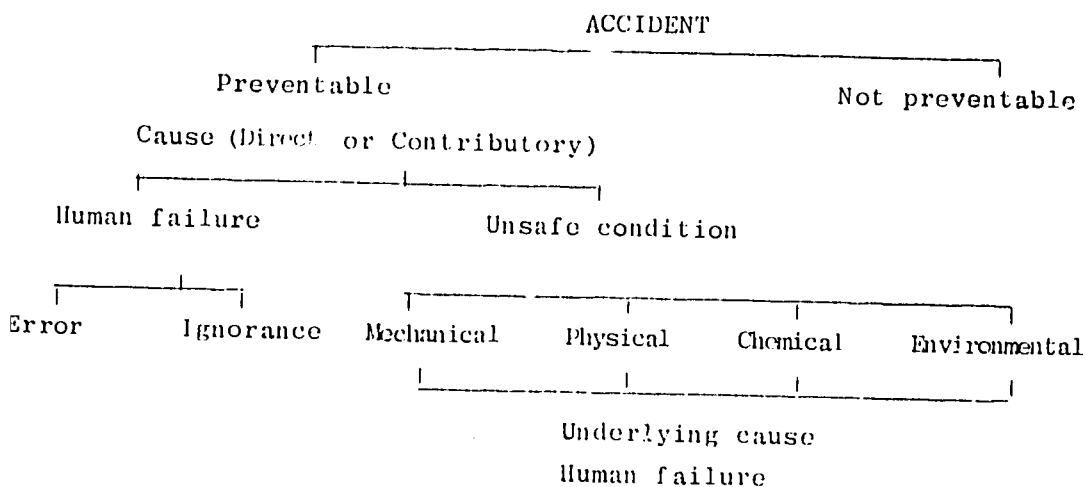 ACCIDENT
Preventable
Not preventable
Cause (Direct or Contributory)
Human failure
Unsafe condition
Error
Ignorance
Mechanical
Physical
Chemical
Environmental
Underlying cause
Human failure